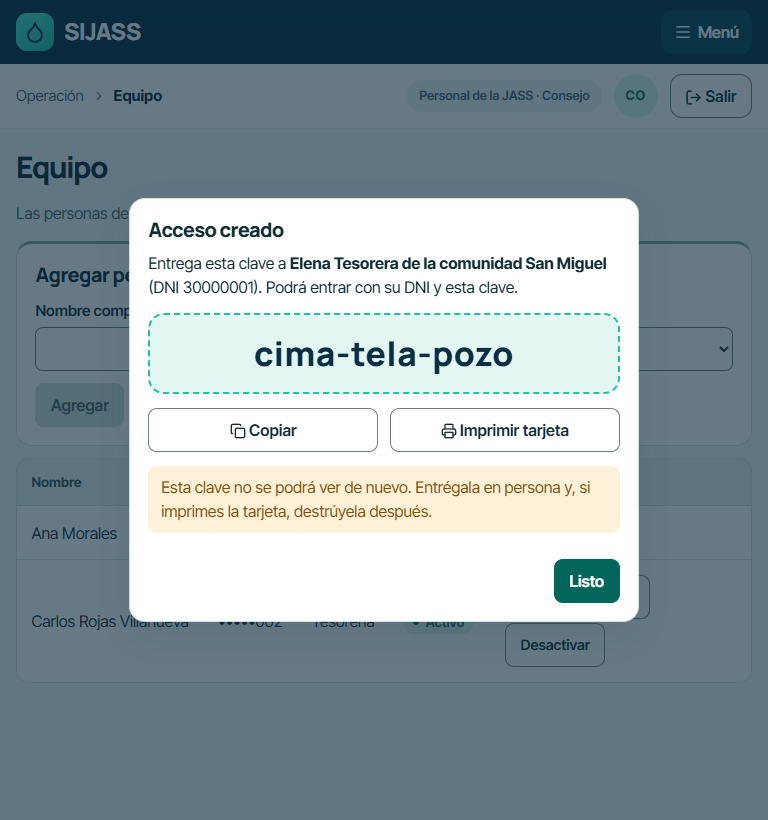 SIJASS
Menú
Operación › Equipo
Personal de la JASS · Consejo
CO
Salir
Equipo
Las personas de
Agregar pe
Nombre comp
Agregar
Acceso creado
Entrega esta clave a Elena Tesorera de la comunidad San Miguel
(DNI 30000001). Podrá entrar con su DNI y esta clave.
cima-tela-pozo
Copiar
Imprimir tarjeta
Esta clave no se podrá ver de nuevo. Entrégala en persona y, si
imprimes la tarjeta, destrúyela después.
Listo
Nombre
Ana Morales
Carlos Rojas Villanueva •••••002 Tesorería Activo
Desactivar